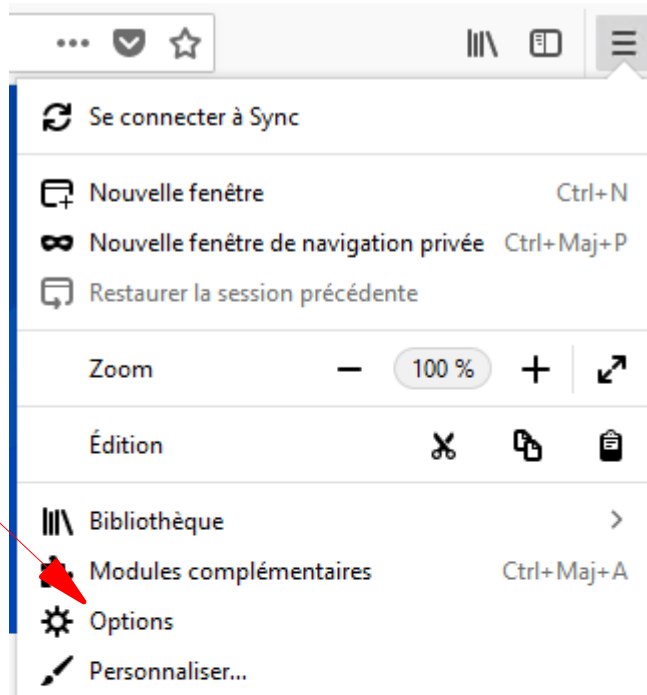 Se connecter à Sync
Nouvelle fenêtre Ctrl+N
Nouvelle fenêtre de navigation privée Ctrl+Maj+P
Restaurer la session précédente
Zoom 100 %
Édition
Bibliothèque
Modules complémentaires Ctrl+Maj+A
Options
Personnaliser...